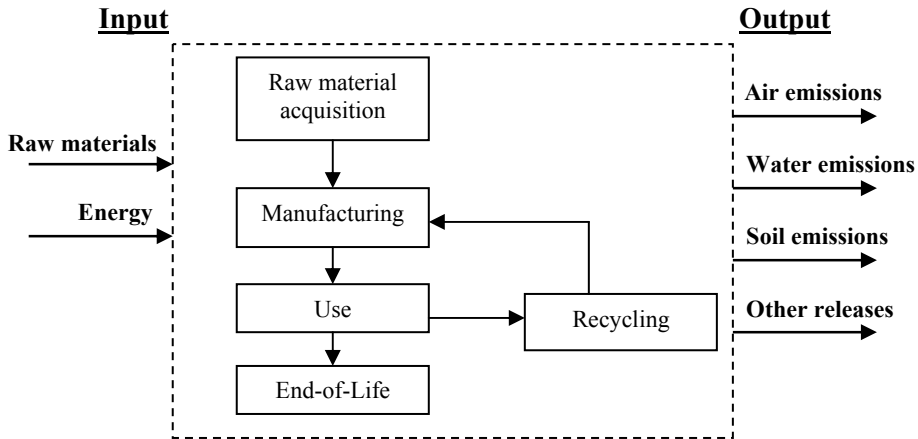 Input
Output
Raw material
acquisition
Air emissions
Raw materials
Water emissions
Energy
Manufacturing
Soil emissions
Use
Recycling
Other releases
End-of-Life